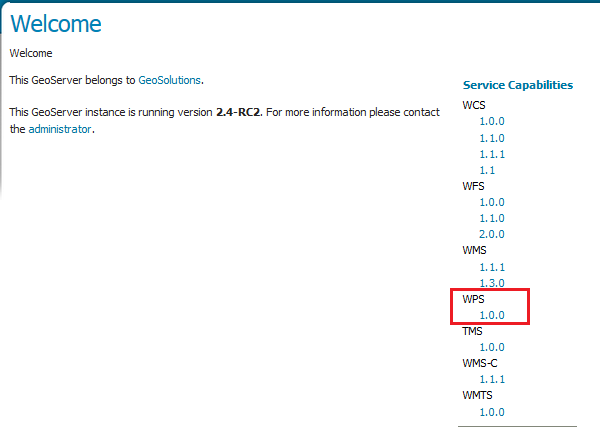 Welcome
Welcome
This GeoServer belongs to GeoSolutions.
This GeoServer instance is running version 2.4-RC2. For more information please contact
the administrator.
Service Capabilities
WCS
1.0.0
1.1.0
1.1.1
1.1
WFS
1.0.0
1.1.0
2.0.0
WMS
1.1.1
1.3.0
WPS
1.0.0
TMS
1.0.0
WMS-C
1.1.1
WMTS
1.0.0